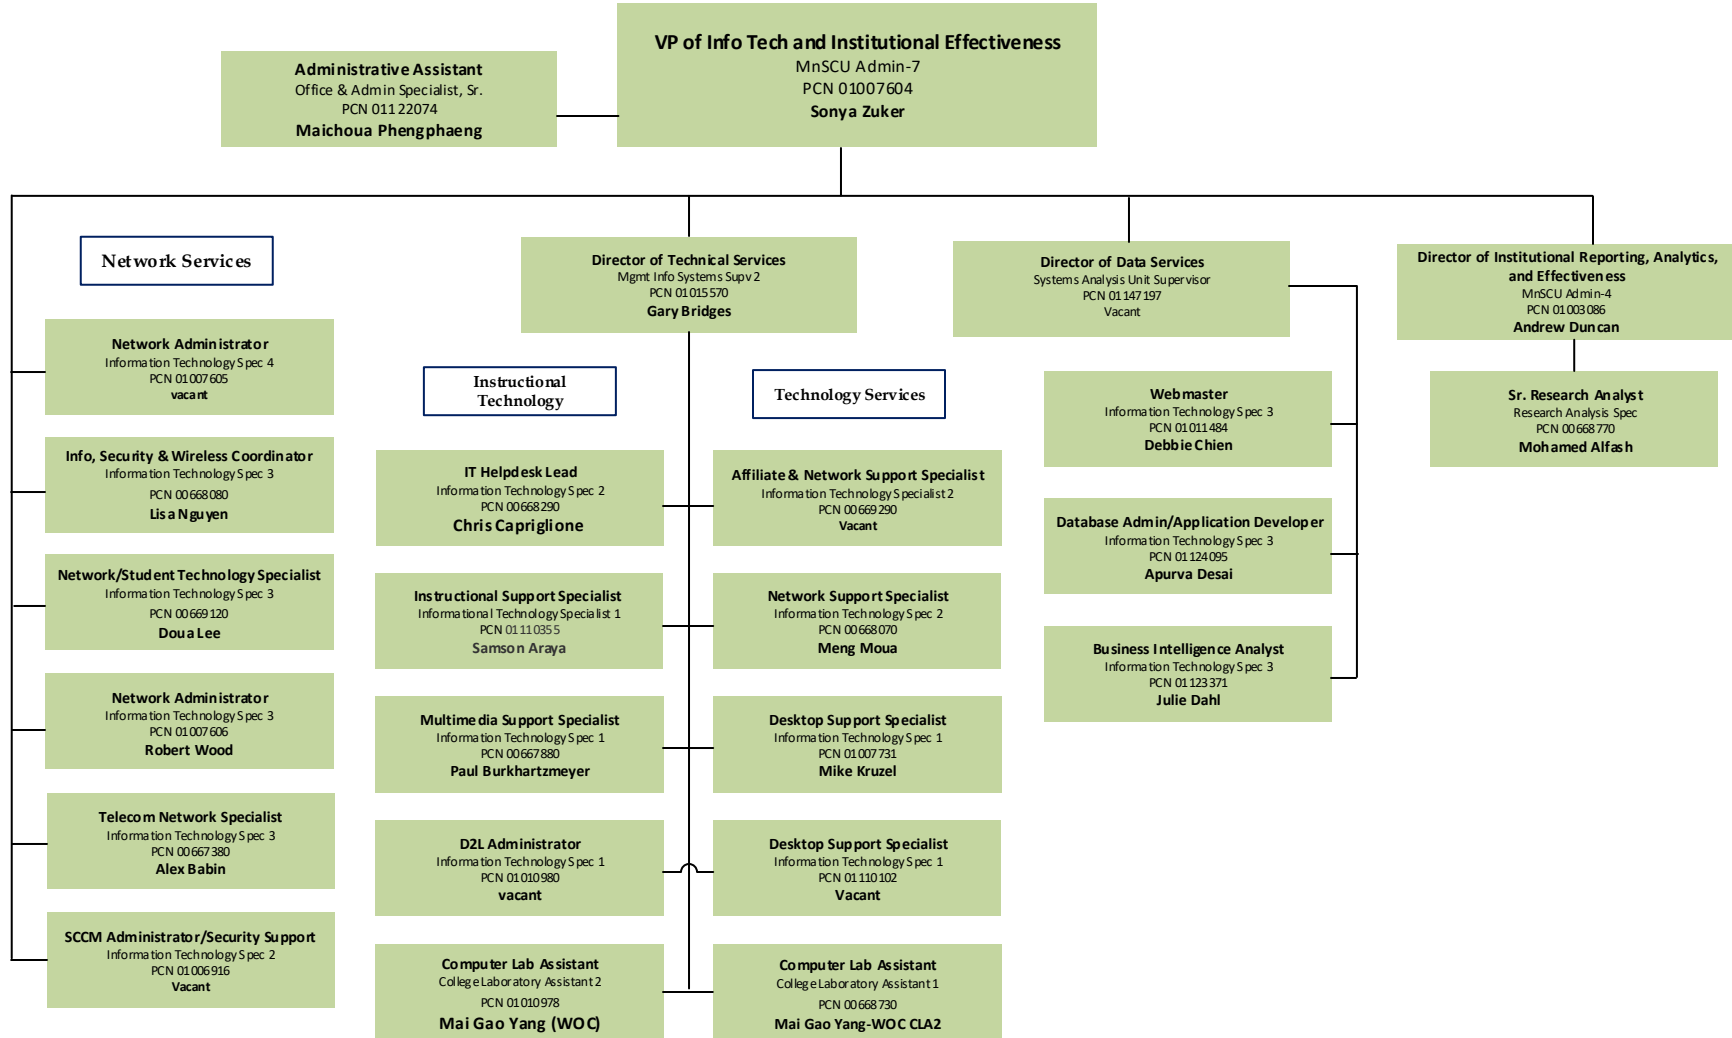 VP of Info Tech and Institutional Effectiveness
MnSCU Admin-7
PCN 01007604
Sonya Zuker
Administrative Assistant
Office & Admin Specialist, Sr.
PCN 01122074
Maichoua Phengphaeng
Network Services
Network Administrator
Information Technology Spec 4
PCN 01007605
vacant
Info, Security & Wireless Coordinator
Information Technology Spec 3
PCN 00668080
Lisa Nguyen
Network/Student Technology Specialist
Information Technology Spec 3
PCN 00669120
Doua Lee
Network Administrator
Information Technology Spec 3
PCN 01007606
Robert Wood
Telecom Network Specialist
Information Technology Spec 3
PCN 00667380
Alex Babin
SCCM Administrator/Security Support
Information Technology Spec 2
PCN 01006916
Vacant
Director of Technical Services
Mgmt Info Systems Supv 2
PCN 01015570
Gary Bridges
Instructional
Technology
IT Helpdesk Lead
Information Technology Spec 2
PCN 00668290
Chris Capriglione
Instructional Support Specialist
Informational Technology Specialist 1
PCN 01110355
Samson Araya
Multimedia Support Specialist
Information Technology Spec 1
PCN 00667880
Paul Burkhartzmeyer
D2L Administrator
Information Technology Spec 1
PCN 01010980
vacant
Computer Lab Assistant
College Laboratory Assistant 2
PCN 01010978
Mai Gao Yang (WOC)
Technology Services
Affiliate & Network Support Specialist
Information Technology Specialist 2
PCN 00669290
Vacant
Network Support Specialist
Information Technology Spec 2
PCN 00668070
Meng Moua
Desktop Support Specialist
Information Technology Spec 1
PCN 01007731
Mike Kruzel
Desktop Support Specialist
Information Technology Spec 1
PCN 01110102
Vacant
Computer Lab Assistant
College Laboratory Assistant 1
PCN 00668730
Mai Gao Yang-WOC CLA2
Director of Data Services
Systems Analysis Unit Supervisor
PCN 01147197
Vacant
Webmaster
Information Technology Spec 3
PCN 01011484
Debbie Chien
Database Admin/Application Developer
Information Technology Spec 3
PCN 01124095
Apurva Desai
Business Intelligence Analyst
Information Technology Spec 3
PCN 01123371
Julie Dahl
Director of Institutional Reporting, Analytics,
and Effectiveness
MnSCU Admin-4
PCN 01003086
Andrew Duncan
Sr. Research Analyst
Research Analysis Spec
PCN 00668770
Mohamed Alfash